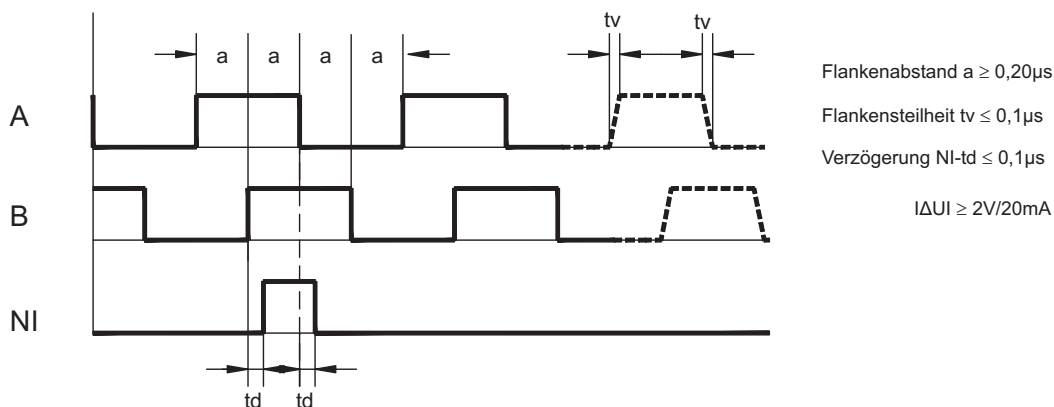 tv tv
a a a a
Flankenabstand a ≥ 0,20µs
A
Flankensteilheit tv ≤ 0,1µs
Verzögerung NI-td ≤ 0,1µs
B
IΔUI ≥ 2V/20mA
NI
td td